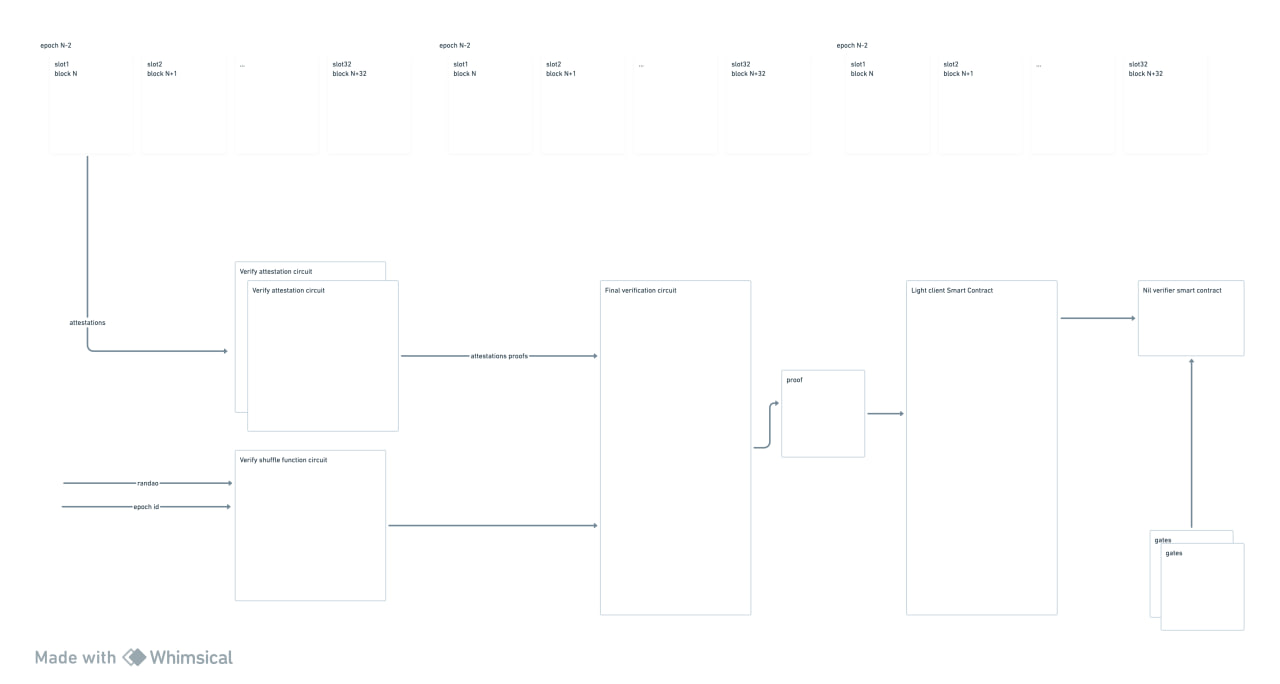 epoch N-2
slot1
block N
slot2
block N+1
...
slot32
block N+32
epoch N-2
slot1
block N
slot2
block N+1
...
slot32
block N+32
epoch N-2
slot1
block N
slot2
block N+1
...
slot32
block N+32
attestations
Verify attestation circuit
Verify attestation circuit
attestations proofs
Verify shuffle function circuit
randao
epoch id
Final verification circuit
proof
Light client Smart Contract
Nil verifier smart contract
gates
gates
Made with Whimsical